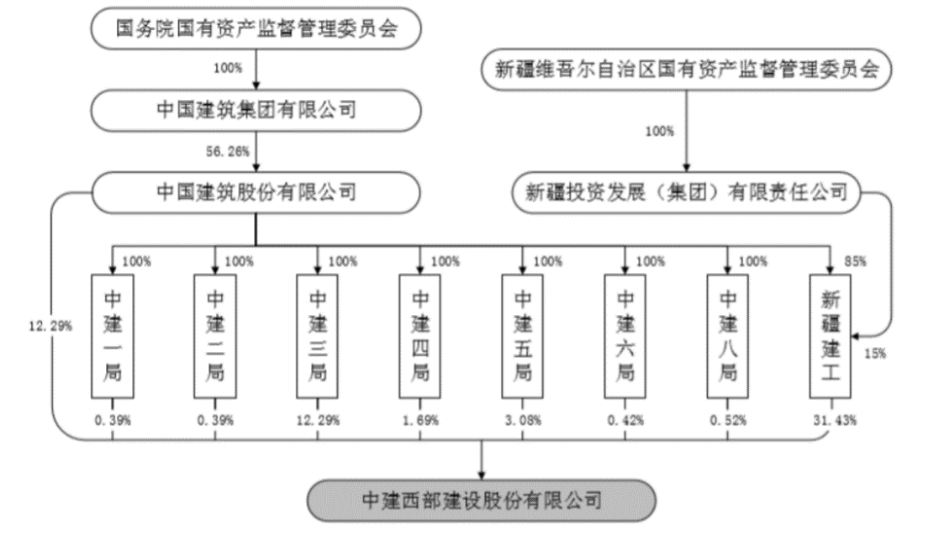 国务院国有资产监督管理委员会
100%
新疆维吾尔自治区国有资产监督管理委员会
中国建筑集团有限公司
100%
56.26%
中国建筑股份有限公司
新疆投资发展（集团）有限责任公司
100%
100%
100%
100%
100%
100%
100%
85%
中建一局
中建二局
中建三局
中建四局
中建五局
中建六局
中建八局
新疆建工
12.29%
15%
0.39%
0.39%
12.29%
1.69%
3.08%
0.42%
0.52%
31.43%
中建西部建设股份有限公司